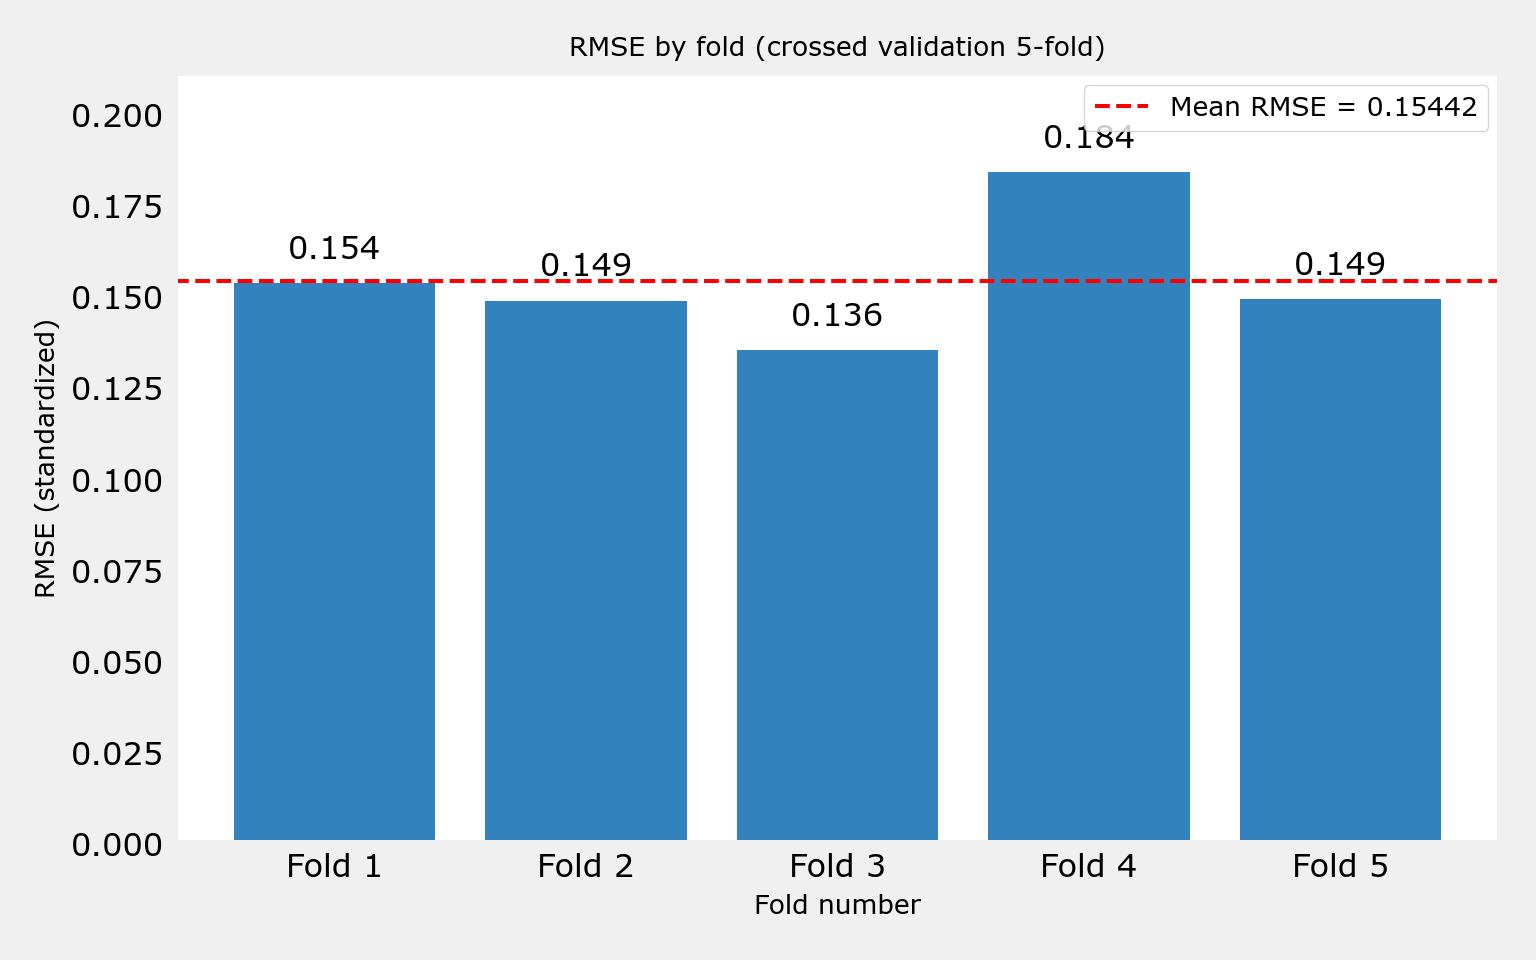 RMSE by fold (crossed validation 5-fold)
Mean RMSE = 0.15442
0.200
0.175
0.150
0.125
0.100
0.075
0.050
0.025
0.000
RMSE (standardized)
0.154
0.149
0.136
0.184
0.149
Fold 1
Fold 2
Fold 3
Fold 4
Fold 5
Fold number